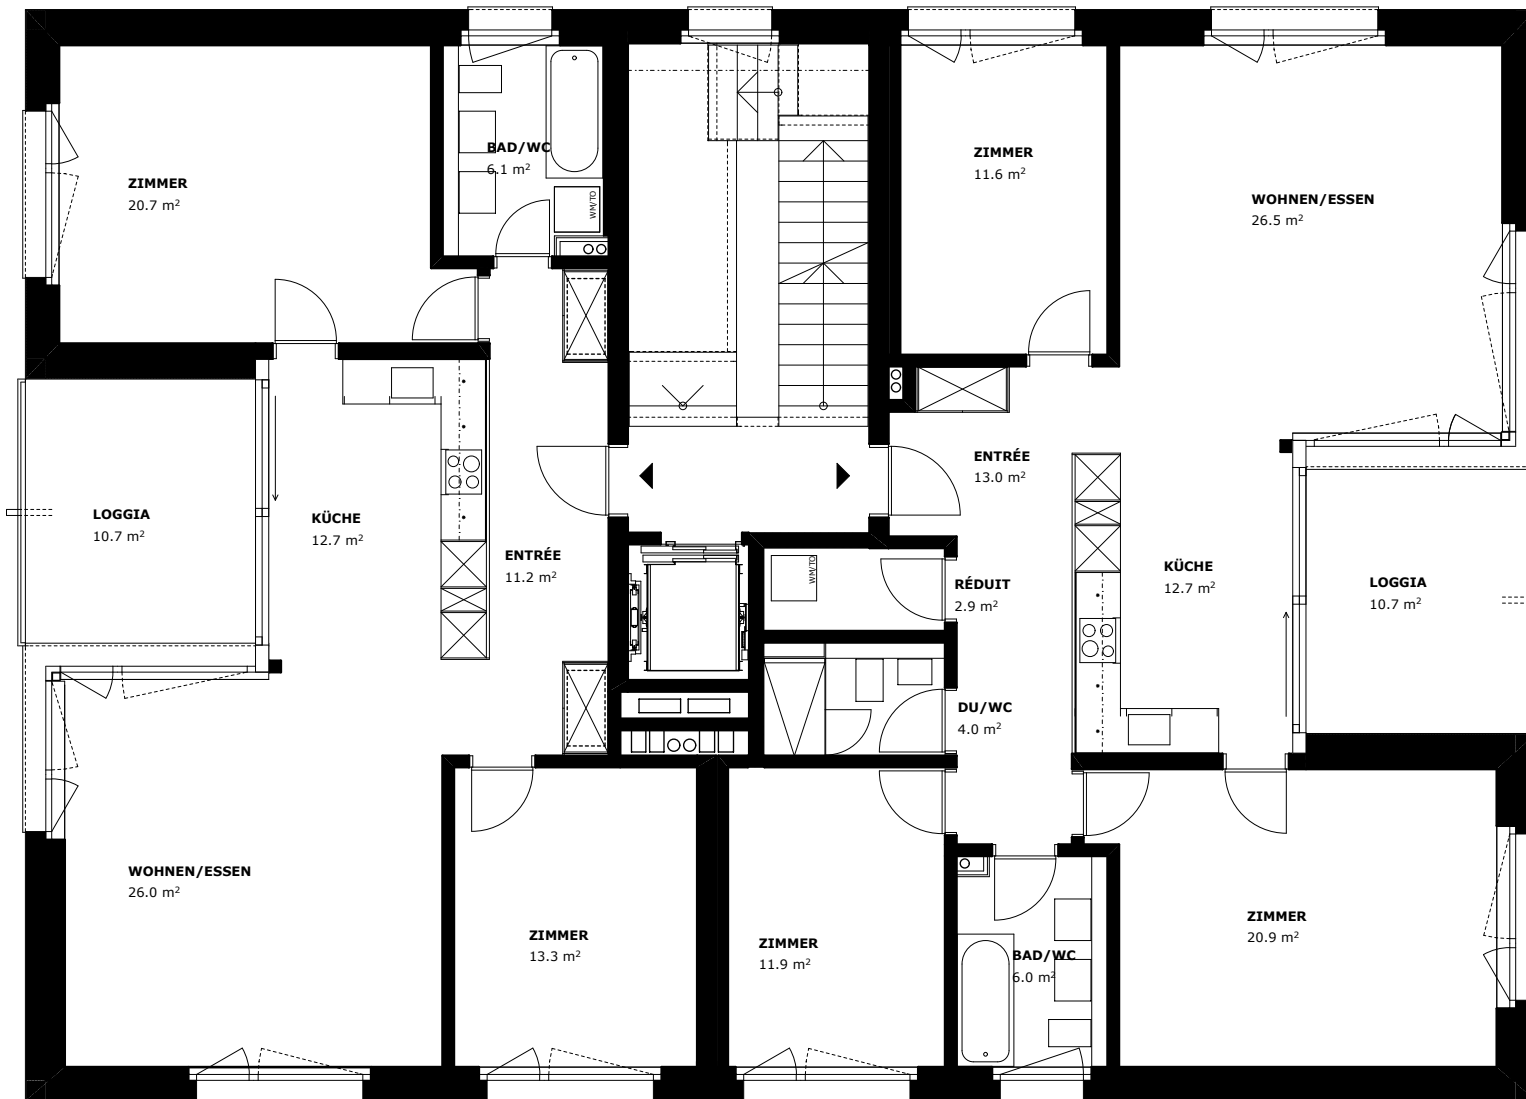 ZIMMER
20.7 m²
BAD/WC
6.1 m²
WM/TO
ZIMMER
11.6 m²
WOHNEN/ESSEN
26.5 m²
LOGGIA
10.7 m²
KÜCHE
12.7 m²
ENTRÉE
11.2 m²
ENTRÉE
13.0 m²
WM/TO
RÉDUIT
2.9 m²
KÜCHE
12.7 m²
LOGGIA
10.7 m²
DU/WC
4.0 m²
WOHNEN/ESSEN
26.0 m²
ZIMMER
13.3 m²
ZIMMER
11.9 m²
BAD/WC
6.0 m²
ZIMMER
20.9 m²